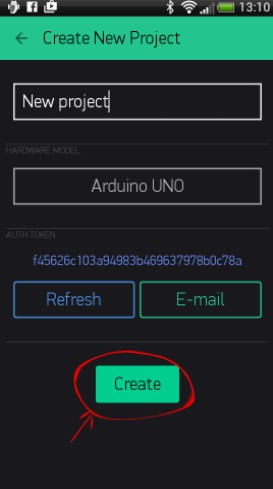 13:10
Create New Project
New project
HARDWARE MODEL
Arduino UNO
AUTH TOKEN
f45626c103a94983b469637978b0c78a
Refresh
E-mail
Create